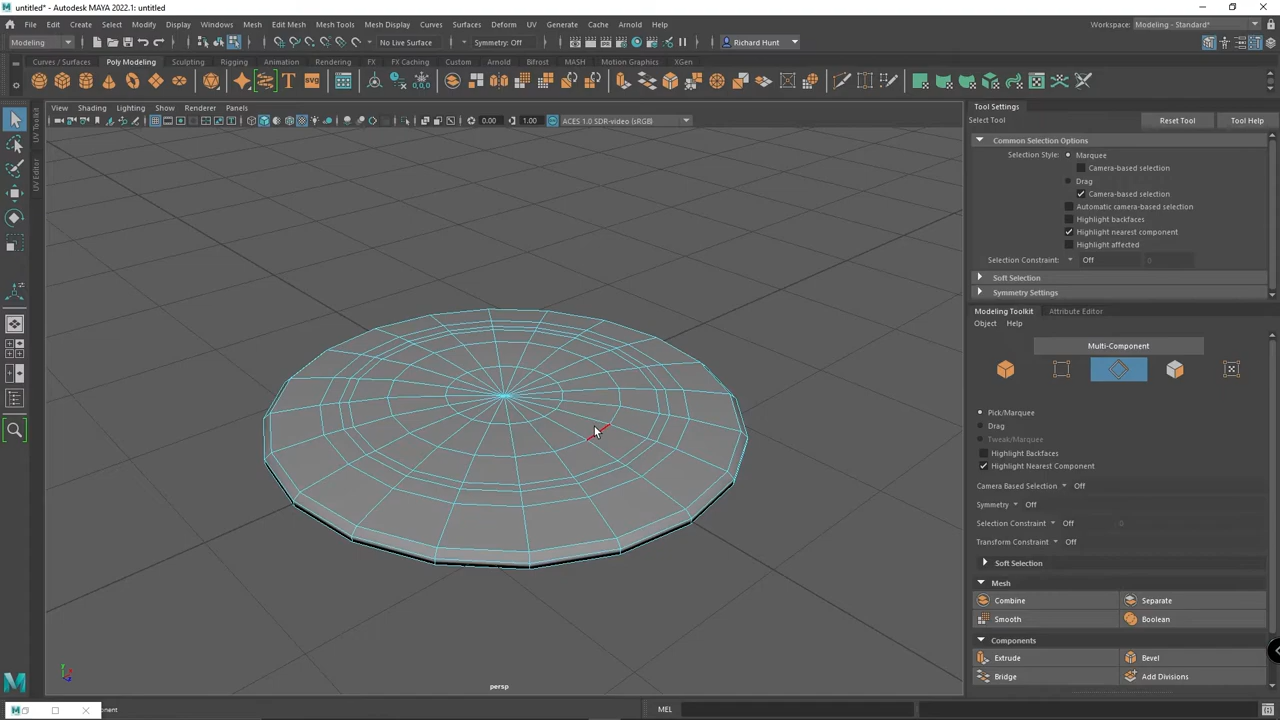 untitled* - Autodesk MAYA 2022.1: untitled
File Edit Create Select Modify Display Windows Mesh Edit Mesh Mesh Tools Mesh Display Curves Surfaces Deform UV Generate Cache Arnold Help
Workspace: Modeling - Standard*
Modeling
No Live Surface
Symmetry: Off
Richard Hunt
Curves / Surfaces Poly Modeling Sculpting Rigging Animation Rendering FX FX Caching Custom Arnold Bifrost MASH Motion Graphics XGen
View Shading Lighting Show Renderer Panels
0.00 1.00 ACES 1.0 SDR-video (sRGB)
UV Toolkit
UV Editor
Tool Settings
Select Tool Reset Tool Tool Help
Common Selection Options
Selection Style: Marquee
Camera-based selection
Drag
Camera-based selection
Automatic camera-based selection
Highlight backfaces
Highlight nearest component
Highlight affected
Selection Constraint: Off 0
Soft Selection
Symmetry Settings
Modeling Toolkit Attribute Editor
Object Help
Multi-Component
Pick/Marquee
Drag
Tweak/Marquee
Highlight Backfaces
Highlight Nearest Component
Camera Based Selection Off
Symmetry Off
Selection Constraint Off 0
Transform Constraint Off
Soft Selection
Mesh
Combine Separate
Smooth Boolean
Components
Extrude Bevel
Bridge Add Divisions
persp
MEL